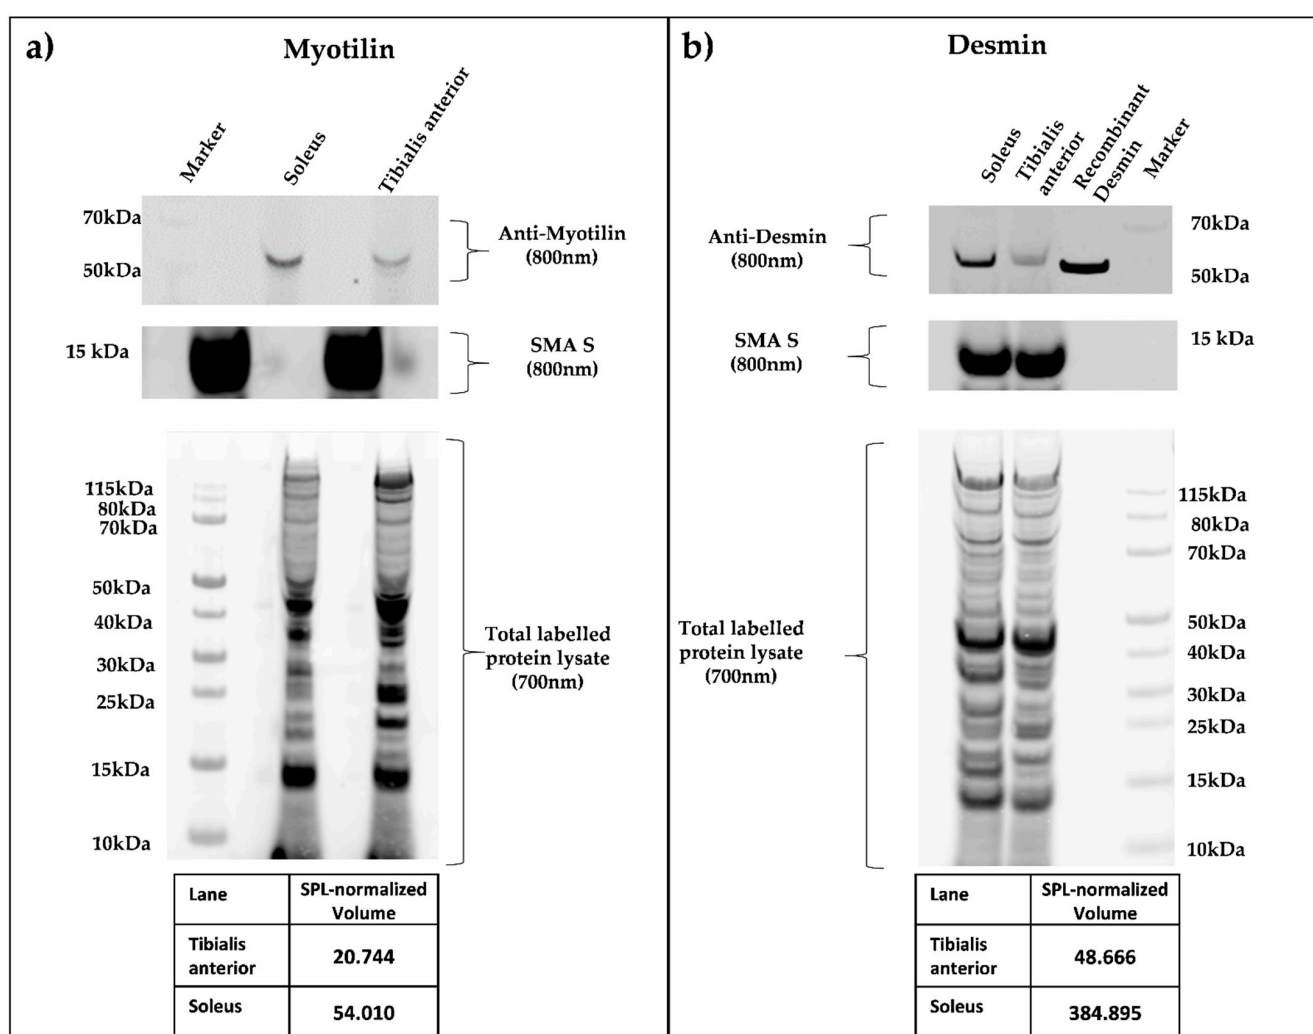 a)
Myotilin
Marker
Soleus
Tibialis anterior
70kDa
50kDa
Anti-Myotilin
(800nm)
15 kDa
SMA S
(800nm)
115kDa
80kDa
70kDa
50kDa
40kDa
30kDa
25kDa
15kDa
10kDa
Total labelled
protein lysate
(700nm)
Lane
SPL-normalized
Volume
Tibialis
anterior
20.744
Soleus
54.010
b)
Desmin
Soleus
Tibialis
anterior
Recombinant
Desmin
Marker
Anti-Desmin
(800nm)
70kDa
50kDa
SMA S
(800nm)
15 kDa
Total labelled
protein lysate
(700nm)
115kDa
80kDa
70kDa
50kDa
40kDa
30kDa
25kDa
15kDa
10kDa
Lane
SPL-normalized
Volume
Tibialis
anterior
48.666
Soleus
384.895